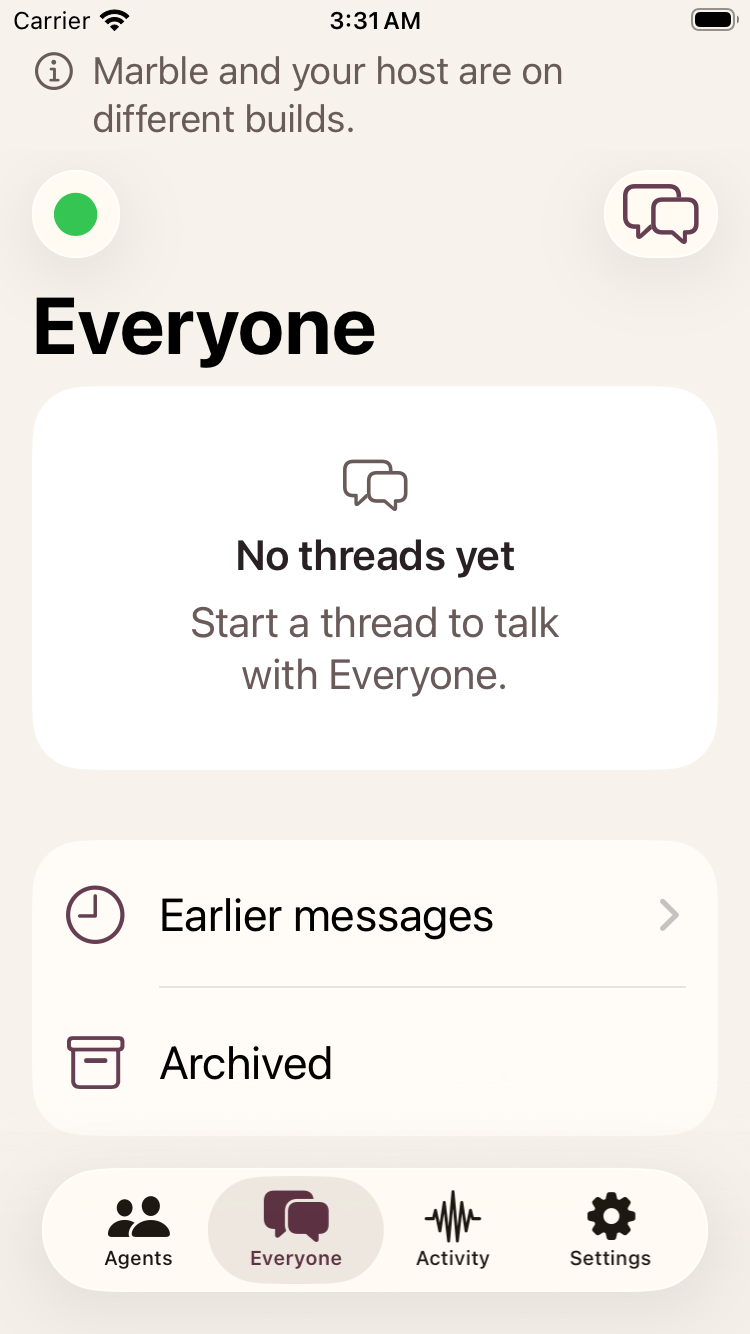 Carrier 3:31 AM
Marble and your host are on
different builds.
Everyone
No threads yet
Start a thread to talk
with Everyone.
Earlier messages
Archived
Agents Everyone Activity Settings